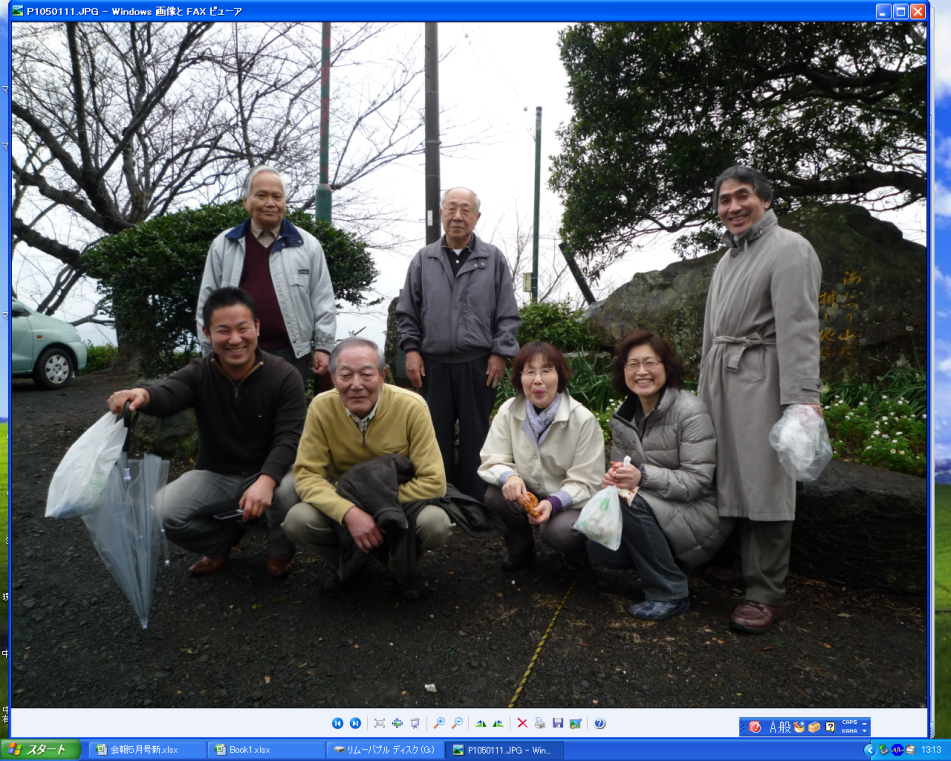 P1050111.JPG - Windows 画像と FAX ビューア
A 般
CAPS
KANA
スタート
会報5月号新.xlsx
Book1.xlsx
リムーバブル ディスク (G:)
P1050111.JPG - Win...
13:13